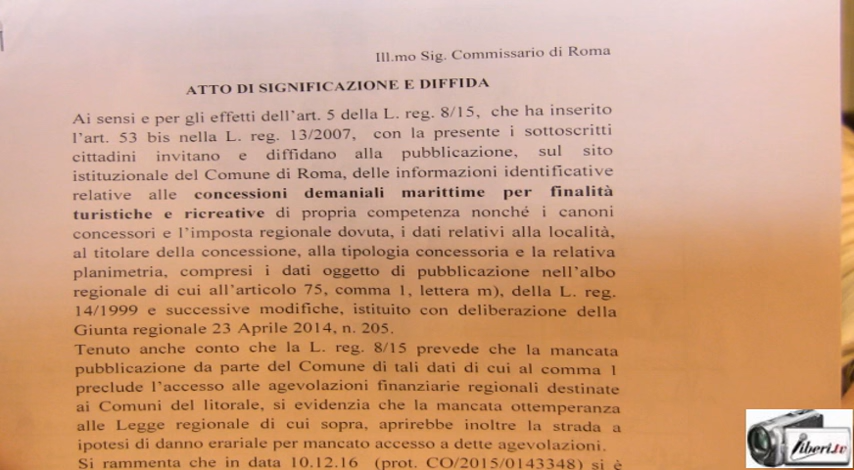 Ill.mo Sig. Commissario di Roma
ATTO DI SIGNIFICAZIONE E DIFFIDA
Ai sensi e per gli effetti dell'art. 5 della L. reg. 8/15, che ha inserito
l'art. 53 bis nella L. reg. 13/2007, con la presente i sottoscritti
cittadini invitano e diffidano alla pubblicazione, sul sito
istituzionale del Comune di Roma, delle informazioni identificative
relative alle concessioni demaniali marittime per finalità
turistiche e ricreative di propria competenza nonché i canoni
concessori e l'imposta regionale dovuta, i dati relativi alla località,
al titolare della concessione, alla tipologia concessoria e la relativa
planimetria, compresi i dati oggetto di pubblicazione nell'albo
regionale di cui all'articolo 75, comma 1, lettera m), della L. reg.
14/1999 e successive modifiche, istituito con deliberazione della
Giunta regionale 23 Aprile 2014, n. 205.
Tenuto anche conto che la L. reg. 8/15 prevede che la mancata
pubblicazione da parte del Comune di tali dati di cui al comma 1
preclude l'accesso alle agevolazioni finanziarie regionali destinate
ai Comuni del litorale, si evidenzia che la mancata ottemperanza
alle Legge regionale di cui sopra, aprirebbe inoltre la strada a
ipotesi di danno erariale per mancato accesso a dette agevolazioni.
Si rammenta che in data 10.12.16 (prot. CO/2015/0143348) si è
liberi.tv